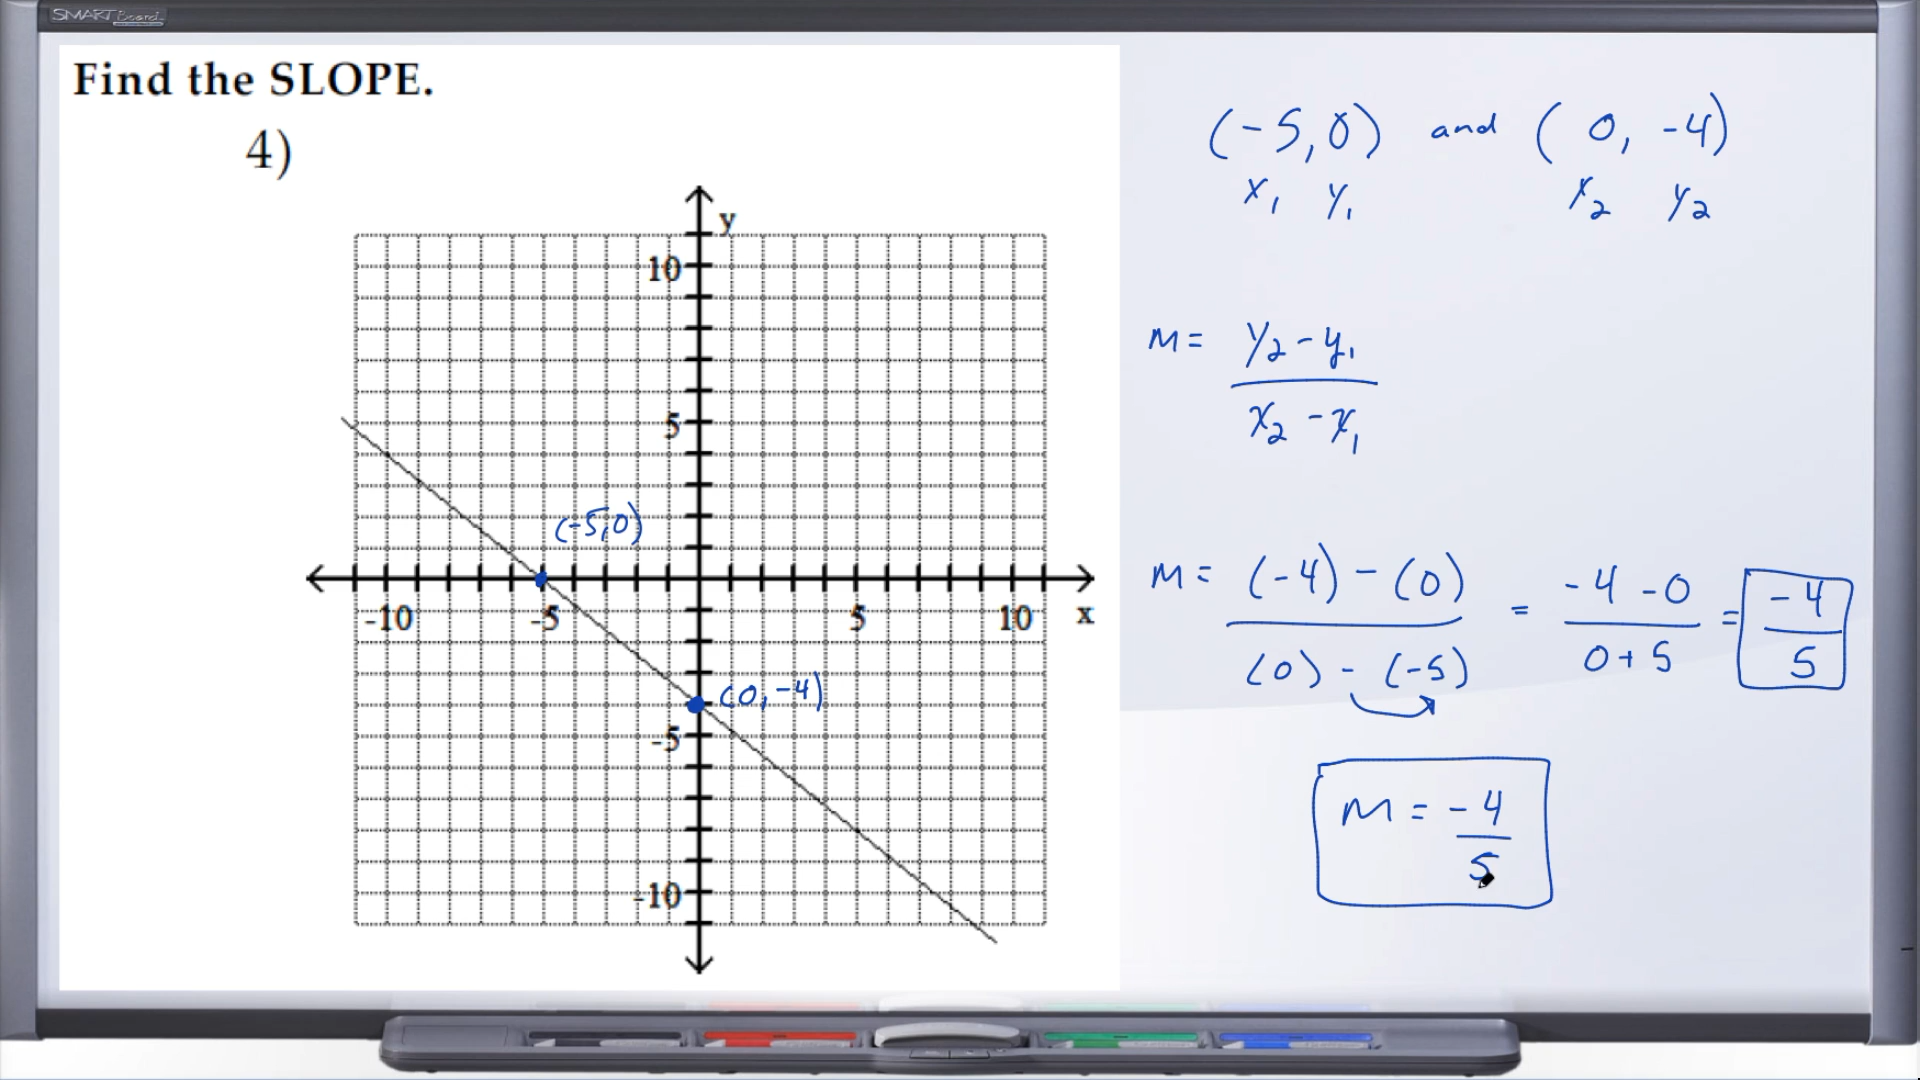 SMART Board
Find the SLOPE.
4)
y
10
5
(-5,0)
-10 -5 5 10 x
(0,-4)
-5
-10
(-5,0) and (0, -4)
x₁ y₁ x₂ y₂
m = y₂ - y₁
x₂ - x₁
m = (-4) - (0) = -4 - 0 = -4
(0) - (-5) 0 + 5 5
m = -4
5